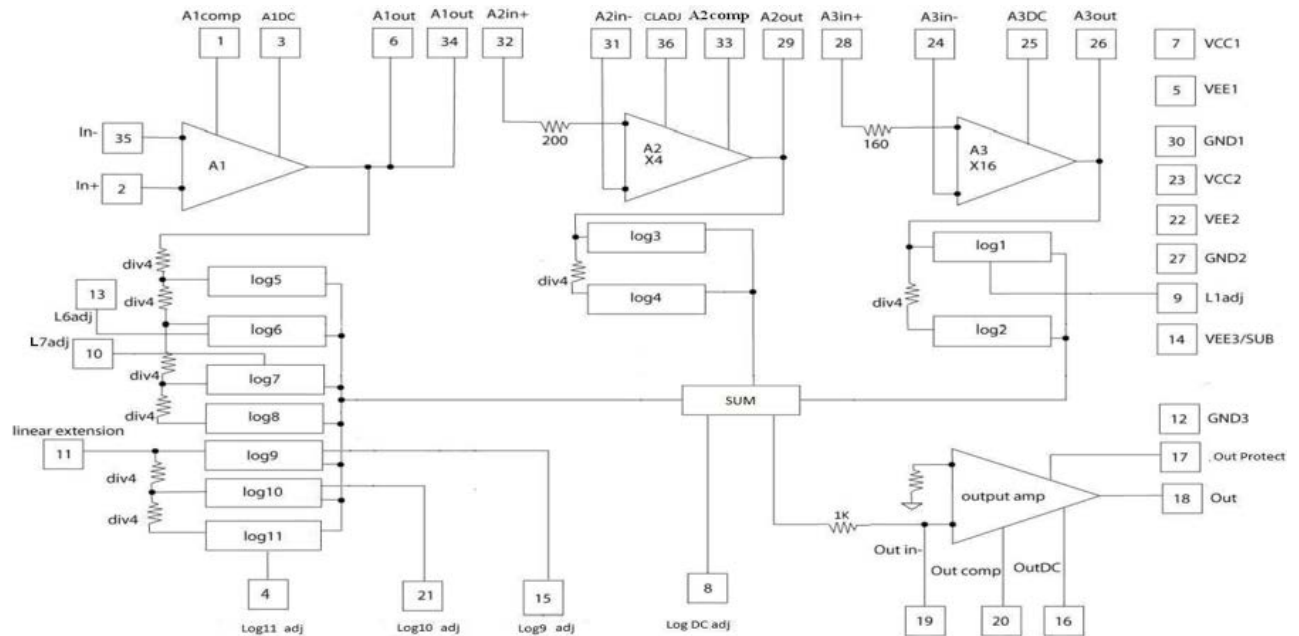 A1comp A1DC A1out A1out A2in+ A2in- CLADJ A2comp A2out A3in+ A3in- A3DC A3out
1 3 6 34 32 31 36 33 29 28 24 25 26 7 VCC1
5 VEE1
In- 35
A1
200
A2
X4
160
A3
X16
30 GND1
In+ 2
23 VCC2
22 VEE2
log3
log1
27 GND2
div4
log5
div4
log4
div4
log2
9 L1adj
13
div4
L6adj
log6
14 VEE3/SUB
L7adj
10
div4
log7
SUM
div4
log8
12 GND3
linear extension
11
log9
17 .Out Protect
div4
log10
output amp
18 Out
div4
log11
1K
Out in-
Out comp
OutDC
4 21 15 8 19 20 16
Log11 adj Log10 adj Log9 adj Log DC adj